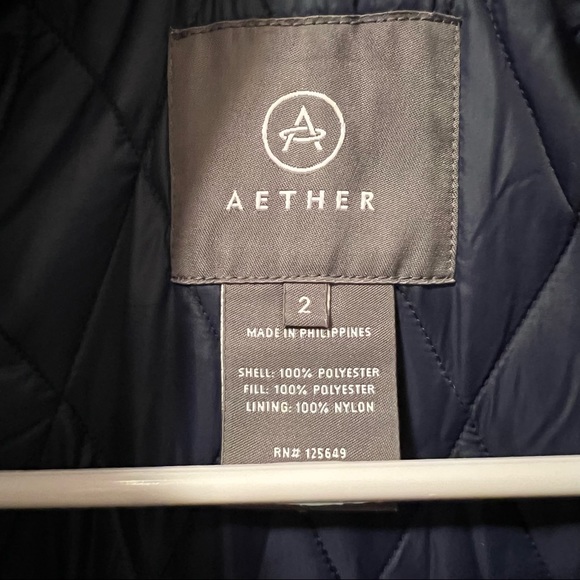 AETHER
2
MADE IN PHILIPPINES
SHELL: 100% POLYESTER
FILL: 100% POLYESTER
LINING: 100% NYLON
RN# 125649